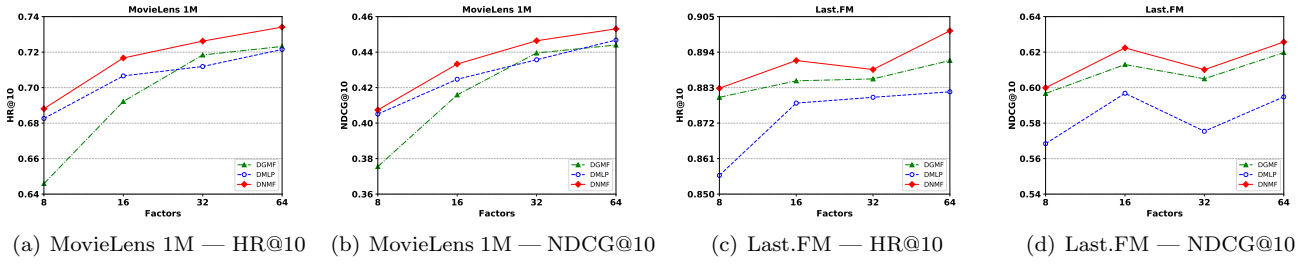 MovieLens 1M
0.74
0.72
0.70
0.68
0.66
0.64
HR@10
8
16
32
64
Factors
DGMF
DMLP
DNMF
(a) MovieLens 1M — HR@10
MovieLens 1M
0.46
0.44
0.42
0.40
0.38
0.36
NDCG@10
8
16
32
64
Factors
DGMF
DMLP
DNMF
(b) MovieLens 1M — NDCG@10
Last.FM
0.905
0.894
0.883
0.872
0.861
0.850
HR@10
8
16
32
64
Factors
DGMF
DMLP
DNMF
(c) Last.FM — HR@10
Last.FM
0.64
0.62
0.60
0.58
0.56
0.54
NDCG@10
8
16
32
64
Factors
DGMF
DMLP
DNMF
(d) Last.FM — NDCG@10